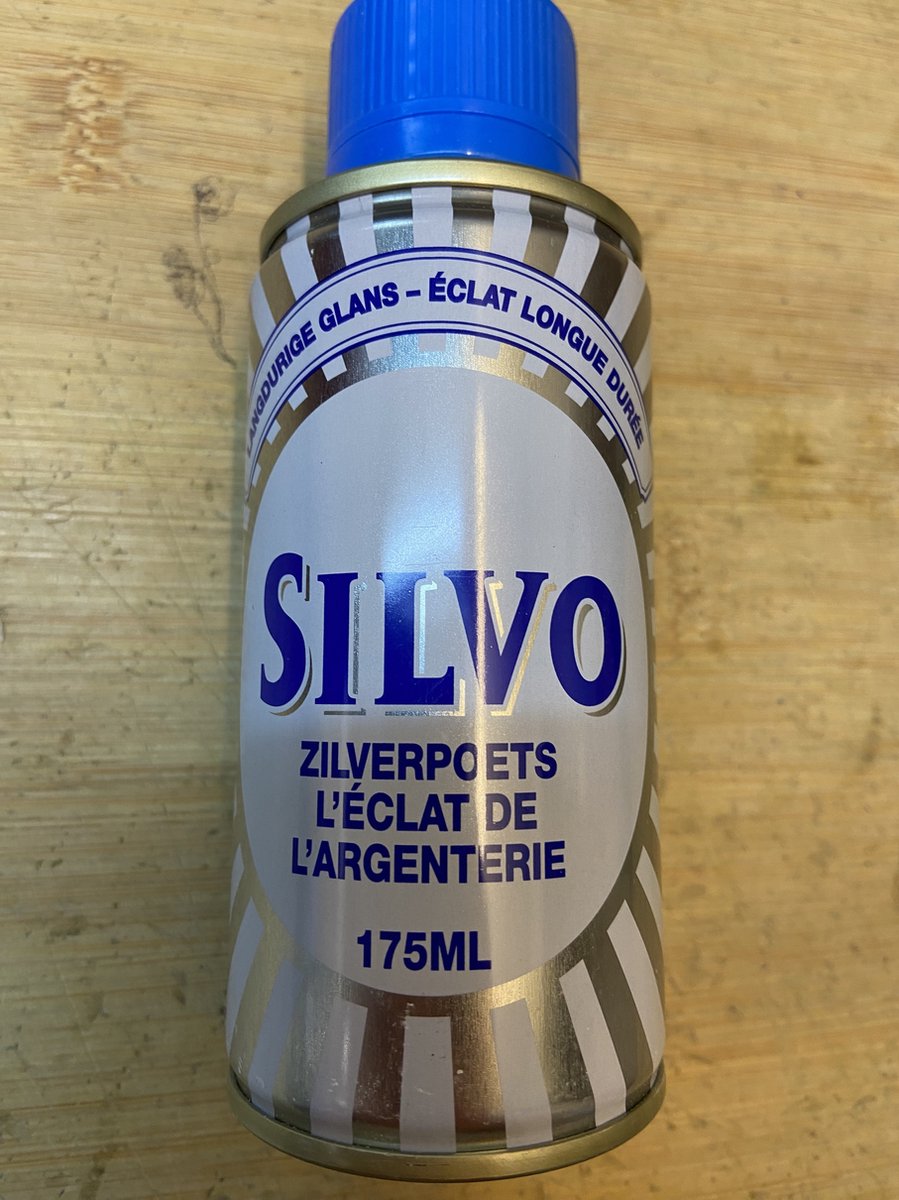 LANGDURIGE GLANS – ÉCLAT LONGUE DURÉE
SILVO
ZILVERPOETS
L'ÉCLAT DE
L'ARGENTERIE
175ML